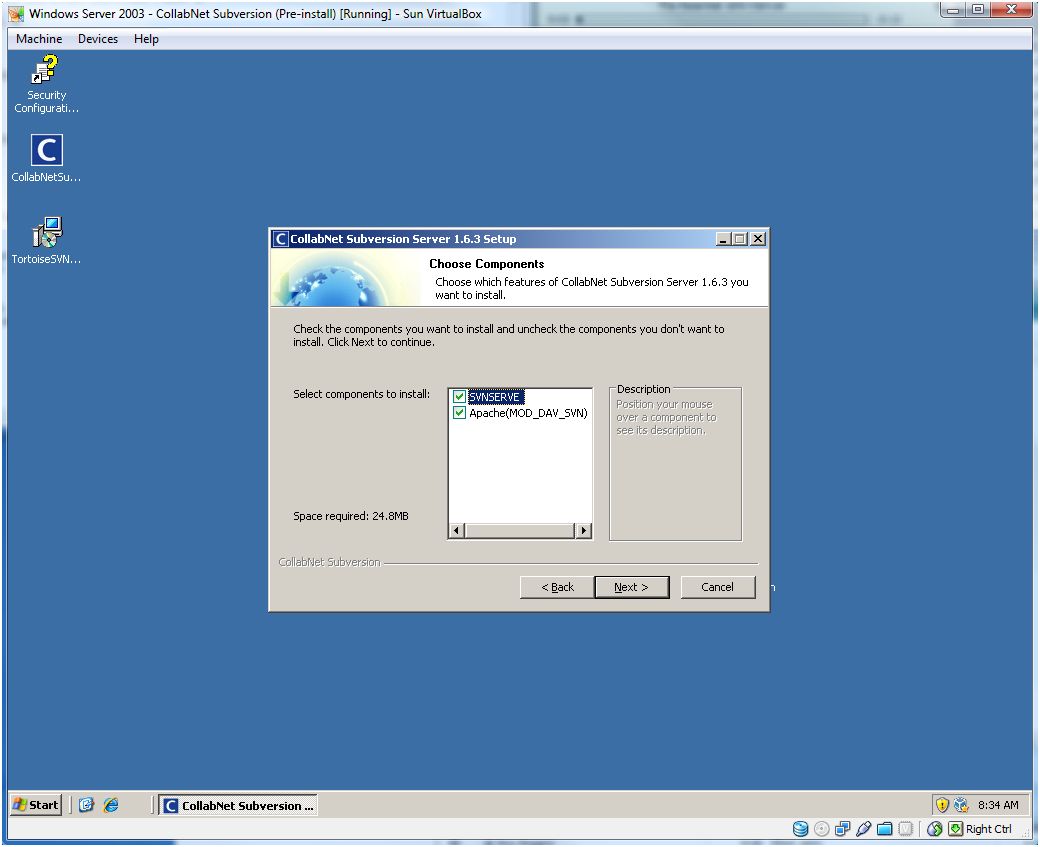 Windows Server 2003 - CollabNet Subversion (Pre-install) [Running] - Sun VirtualBox
Machine Devices Help
Security
Configurati...
CollabNetSu...
TortoiseSVN...
CollabNet Subversion Server 1.6.3 Setup
Choose Components
Choose which features of CollabNet Subversion Server 1.6.3 you
want to install.
Check the components you want to install and uncheck the components you don't want to
install. Click Next to continue.
Select components to install:
SVNSERVE
Apache(MOD_DAV_SVN)
Description
Position your mouse
over a component to
see its description.
Space required: 24.8MB
CollabNet Subversion
< Back Next > Cancel
Start CollabNet Subversion ... 8:34 AM
Right Ctrl